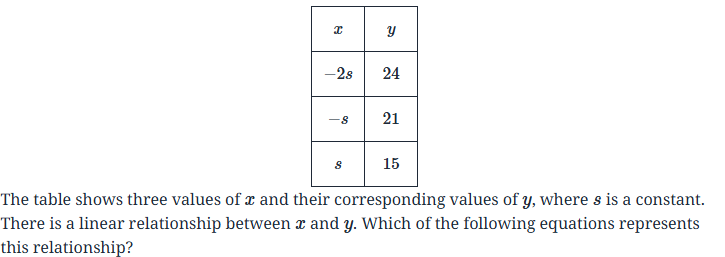 x y
−2s 24
−s 21
s 15
The table shows three values of x and their corresponding values of y, where s is a constant.
There is a linear relationship between x and y. Which of the following equations represents
this relationship?